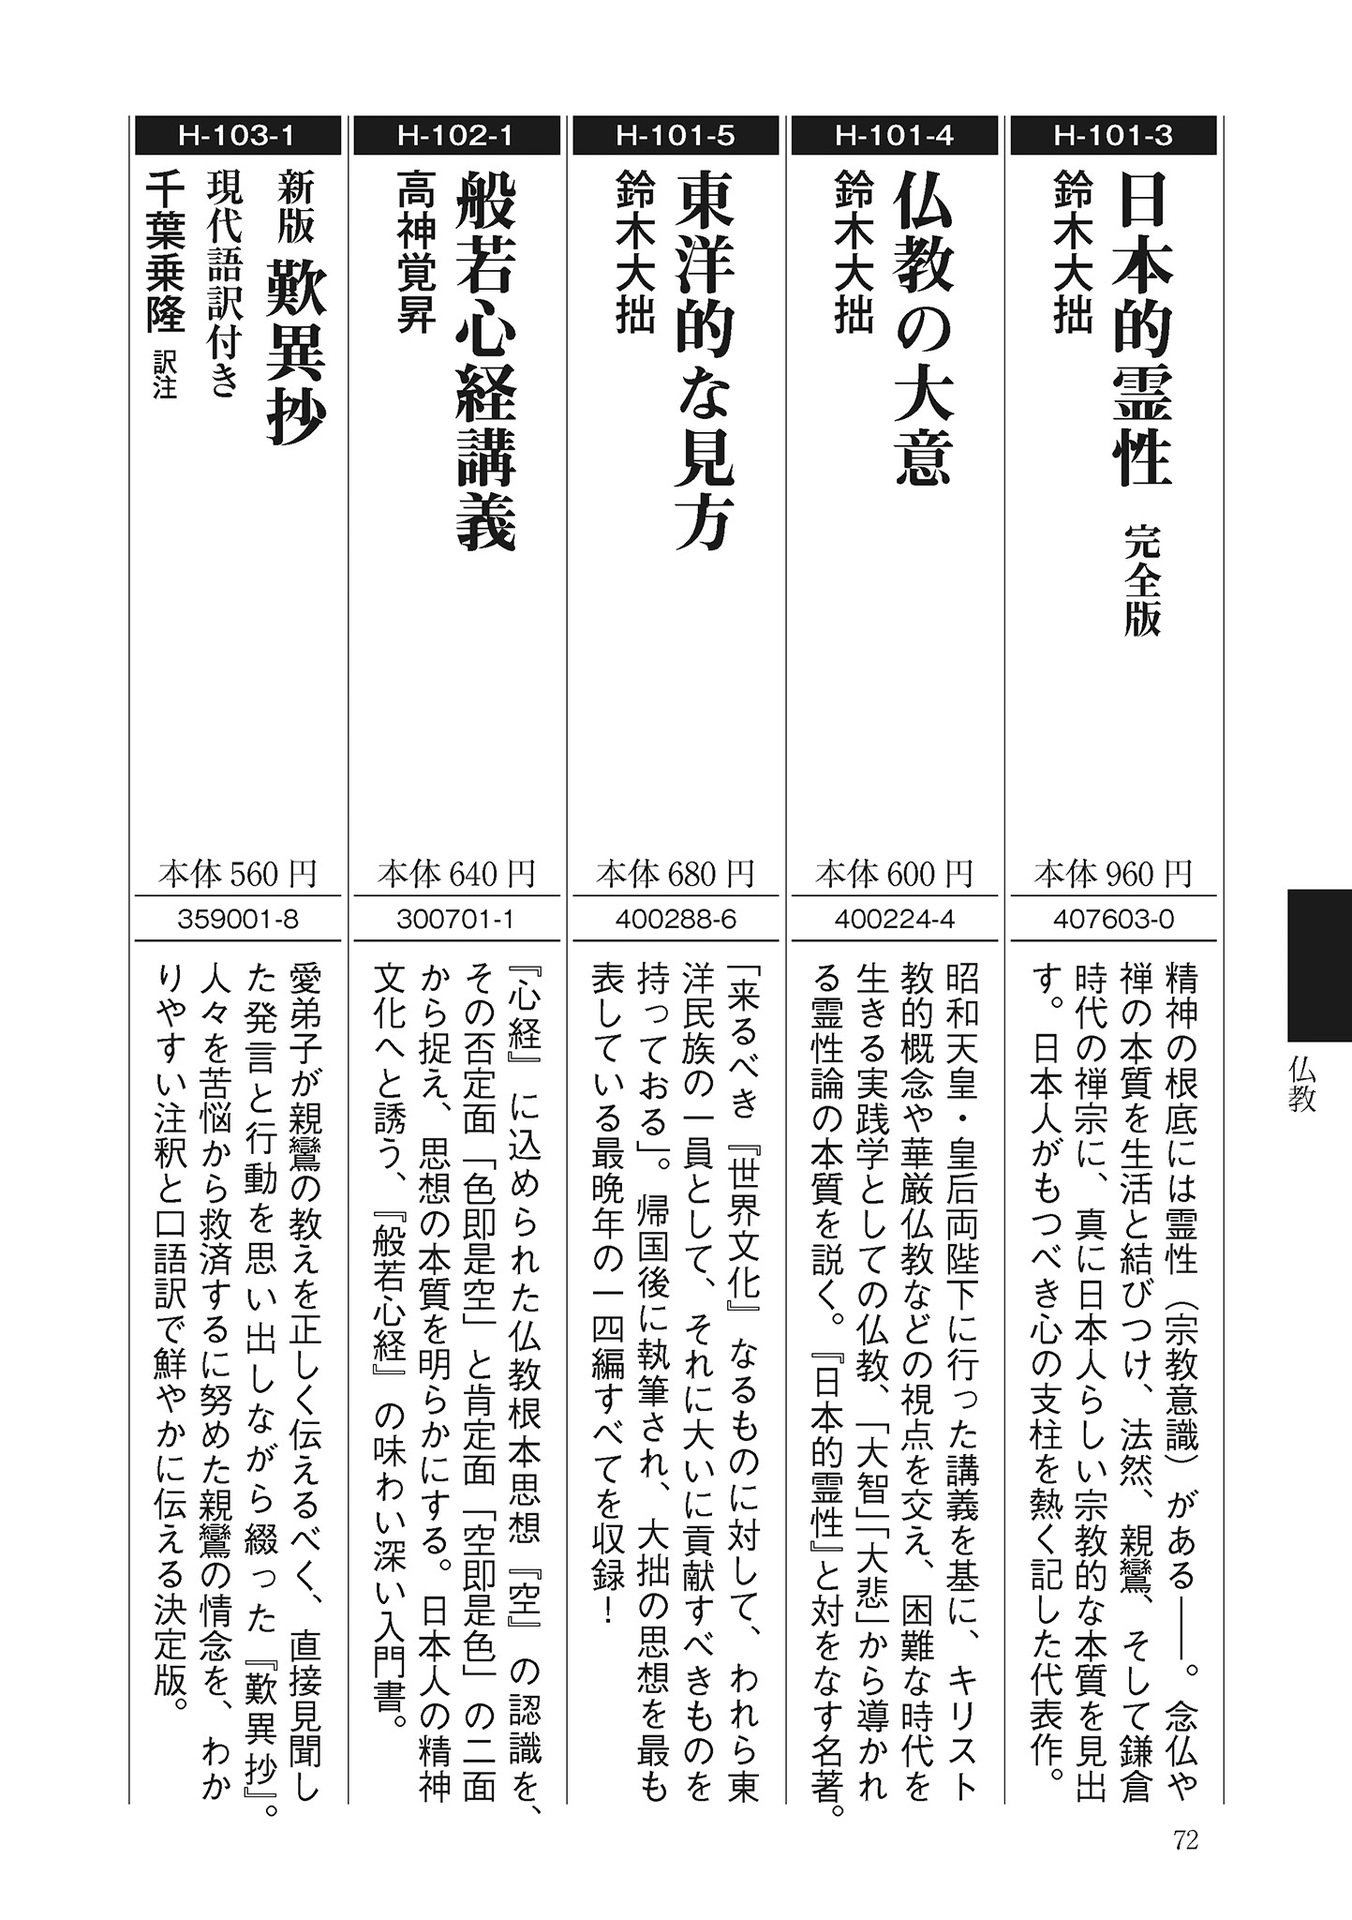 H-101-3
日本的霊性 完全版
鈴木大拙
本体960円
407603-0
精神の根底には霊性（宗教意識）がある――。念仏や
禅の本質を生活と結びつけ、法然、親鸞、そして鎌倉
時代の禅宗に、真に日本人らしい宗教的な本質を見出
す。日本人がもつべき心の支柱を熱く記した代表作。
H-101-4
仏教の大意
鈴木大拙
本体600円
400224-4
昭和天皇・皇后両陛下に行った講義を基に、キリスト
教的概念や華厳仏教などの視点を交え、困難な時代を
生きる実践学としての仏教、「大智」「大悲」から導かれ
る霊性論の本質を説く。『日本的霊性』と対をなす名著。
H-101-5
東洋的な見方
鈴木大拙
本体680円
400288-6
「来るべき『世界文化』なるものに対して、われら東
洋民族の一員として、それに大いに貢献すべきものを
持っておる」。帰国後に執筆され、大拙の思想を最も
表している最晩年の一四編すべてを収録！
H-102-1
般若心経講義
高神覚昇
本体640円
300701-1
『心経』に込められた仏教根本思想『空』の認識を、
その否定面「色即是空」と肯定面「空即是色」の二面
から捉え、思想の本質を明らかにする。日本人の精神
文化へと誘う、『般若心経』の味わい深い入門書。
H-103-1
新版 歎異抄
現代語訳付き
千葉乗隆 訳注
本体560円
359001-8
愛弟子が親鸞の教えを正しく伝えるべく、直接見聞し
た発言と行動を思い出しながら綴った『歎異抄』。
人々を苦悩から救済するに努めた親鸞の情念を、わか
りやすい注釈と口語訳で鮮やかに伝える決定版。
仏教
72